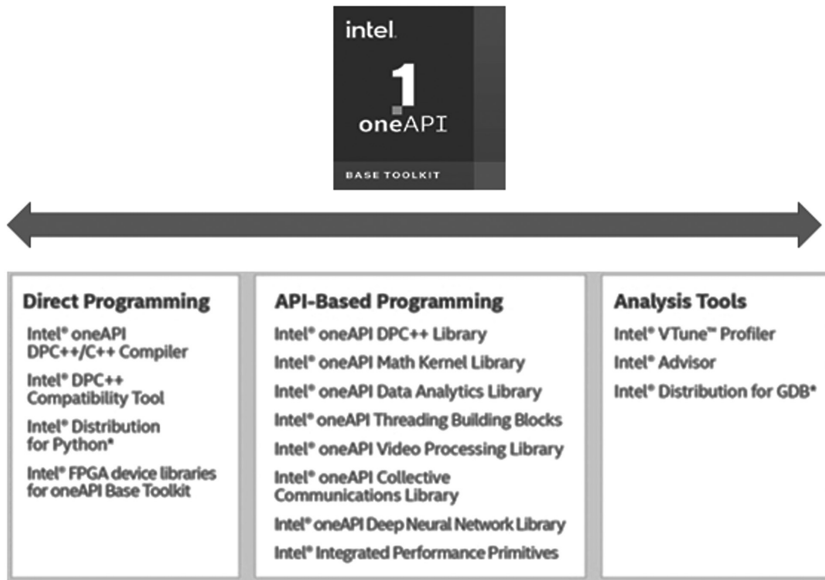 intel.
1
oneAPI
BASE TOOLKIT
Direct Programming
Intel® oneAPI
DPC++/C++ Compiler
Intel® DPC++
Compatibility Tool
Intel® Distribution
for Python*
Intel® FPGA device libraries
for oneAPI Base Toolkit
API-Based Programming
Intel® oneAPI DPC++ Library
Intel® oneAPI Math Kernel Library
Intel® oneAPI Data Analytics Library
Intel® oneAPI Threading Building Blocks
Intel® oneAPI Video Processing Library
Intel® oneAPI Collective
Communications Library
Intel® oneAPI Deep Neural Network Library
Intel® Integrated Performance Primitives
Analysis Tools
Intel® VTune™ Profiler
Intel® Advisor
Intel® Distribution for GDB*